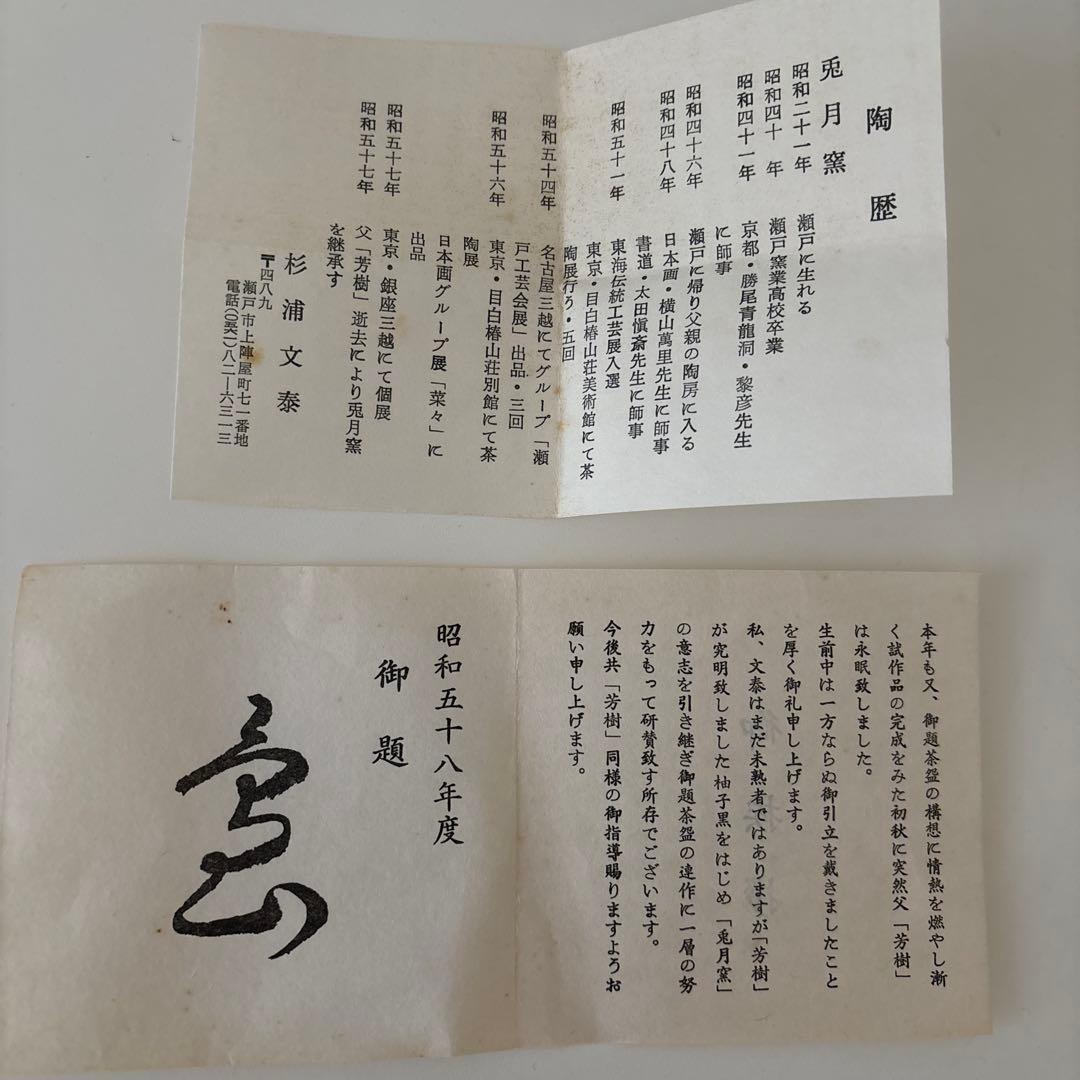 陶歴
兎月窯
昭和二十一年 瀬戸に生れる
昭和四十年 瀬戸窯業高校卒業
昭和四十一年 京都・勝尾青龍洞・黎彦先生
に師事
昭和四十六年 瀬戸に帰り父親の陶房に入る
昭和四十八年 日本画・横山萬里先生に師事
書道・太田愼斎先生に師事
昭和五十一年 東海伝統工芸展入選
東京・目白椿山荘美術館にて茶
陶展行う・五回
昭和五十四年 名古屋三越にてグループ「瀬
戸工芸会展」出品・三回
昭和五十六年 東京・目白椿山荘別館にて茶
陶展
日本画グループ展「菜々」に
出品
昭和五十七年 東京・銀座三越にて個展
昭和五十七年 父「芳樹」逝去により兎月窯
を継承す
杉浦文泰
〒四八九
瀬戸市上陣屋町七一番地
電話(〇五六一)八二―六三一三
本年も又、御題茶盌の構想に情熱を燃やし漸
く試作品の完成をみた初秋に突然父「芳樹」
は永眠致しました。
生前中は一方ならぬ御引立を戴きましたこと
を厚く御礼申し上げます。
私、文泰はまだ未熟者ではありますが「芳樹」
が究明致しました柚子黒をはじめ「兎月窯」
の意志を引き継ぎ御題茶盌の連作に一層の努
力をもって研賛致す所存でございます。
今後共「芳樹」同様の御指導賜りますようお
願い申し上げます。
昭和五十八年度
御題
島